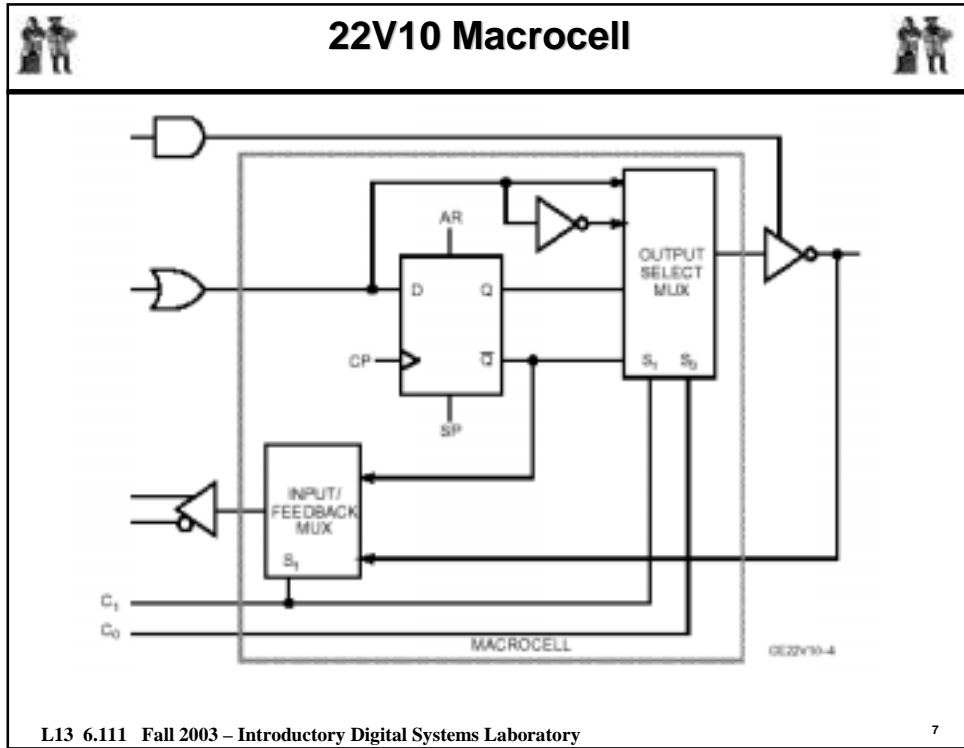 22V10 Macrocell
AR
D Q
OUTPUT
SELECT
MUX
CP
Q̅
S₁ S₀
SP
INPUT/
FEEDBACK
MUX
S₁
C₁
C₀
MACROCELL
CE22V10-4
L13 6.111 Fall 2003 – Introductory Digital Systems Laboratory
7